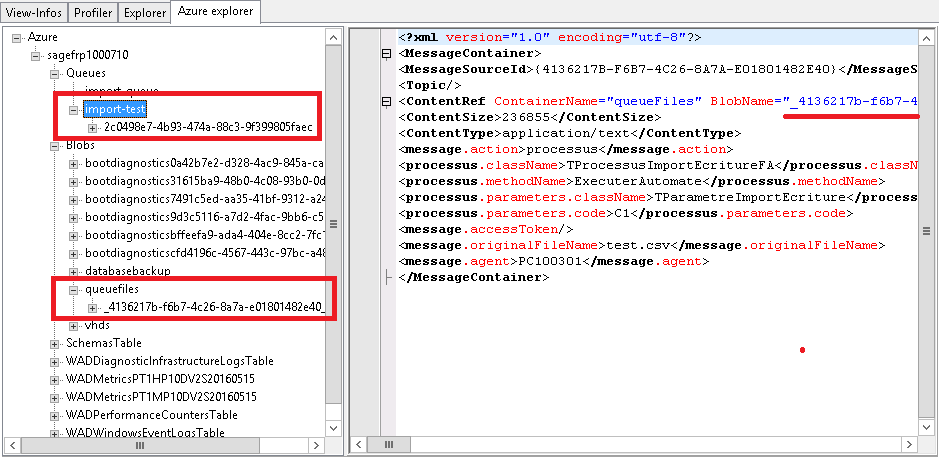 View-Infos Profiler Explorer Azure explorer
Azure
sagefrp1000710
Queues
import-queue
import-test
2c0498e7-4b93-474a-88c3-9f399805faec
Blobs
bootdiagnostics0a42b7e2-d328-4ac9-845a-ca
bootdiagnostics31615ba9-48b0-4c08-93b0-0d
bootdiagnostics7491c5ed-aa35-41bf-9312-a24
bootdiagnostics9d3c5116-a7d2-4fac-9bb6-c5
bootdiagnosticsbffeefa9-ada4-404e-8cc2-7fc
bootdiagnosticscfd4196c-4567-443c-97bc-a48
databasebackup
queuefiles
_4136217b-f6b7-4c26-8a7a-e01801482e40_
vhds
SchemasTable
WADDiagnosticInfrastructureLogsTable
WADMetricsPT1HP10DV2S20160515
WADMetricsPT1MP10DV2S20160515
WADPerformanceCountersTable
WADWindowsEventLogsTable
<?xml version="1.0" encoding="utf-8"?>
<MessageContainer>
<MessageSourceId>{4136217B-F6B7-4C26-8A7A-E01801482E40}</MessageS
<Topic/>
<ContentRef ContainerName="queueFiles" BlobName="_4136217b-f6b7-4
<ContentSize>236855</ContentSize>
<ContentType>application/text</ContentType>
<message.action>processus</message.action>
<processus.className>TProcessusImportEcritureFA</processus.classN
<processus.methodName>ExecuterAutomate</processus.methodName>
<processus.parameters.className>TParametreImportEcriture</process
<processus.parameters.code>C1</processus.parameters.code>
<message.accessToken/>
<message.originalFileName>test.csv</message.originalFileName>
<message.agent>PC100301</message.agent>
</MessageContainer>